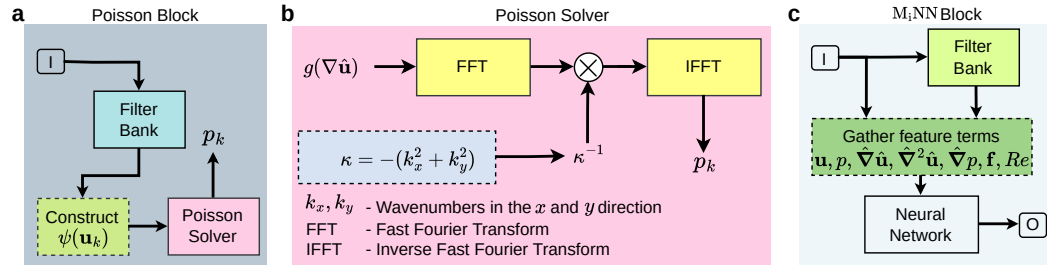 a
Poisson Block
I
Filter
Bank
p_k
Construct
ψ(𝐮_k)
Poisson
Solver
b
Poisson Solver
g(∇𝐮̂)
FFT
⊗
IFFT
κ = −(k_x^2 + k_y^2)
κ^{−1}
p_k
k_x, k_y - Wavenumbers in the x and y direction
FFT - Fast Fourier Transform
IFFT - Inverse Fast Fourier Transform
c
M_iNN Block
I
Filter
Bank
Gather feature terms
𝐮, p, ∇̂𝐮̂, ∇̂^2𝐮̂, ∇̂p, 𝐟, Re
Neural
Network
O